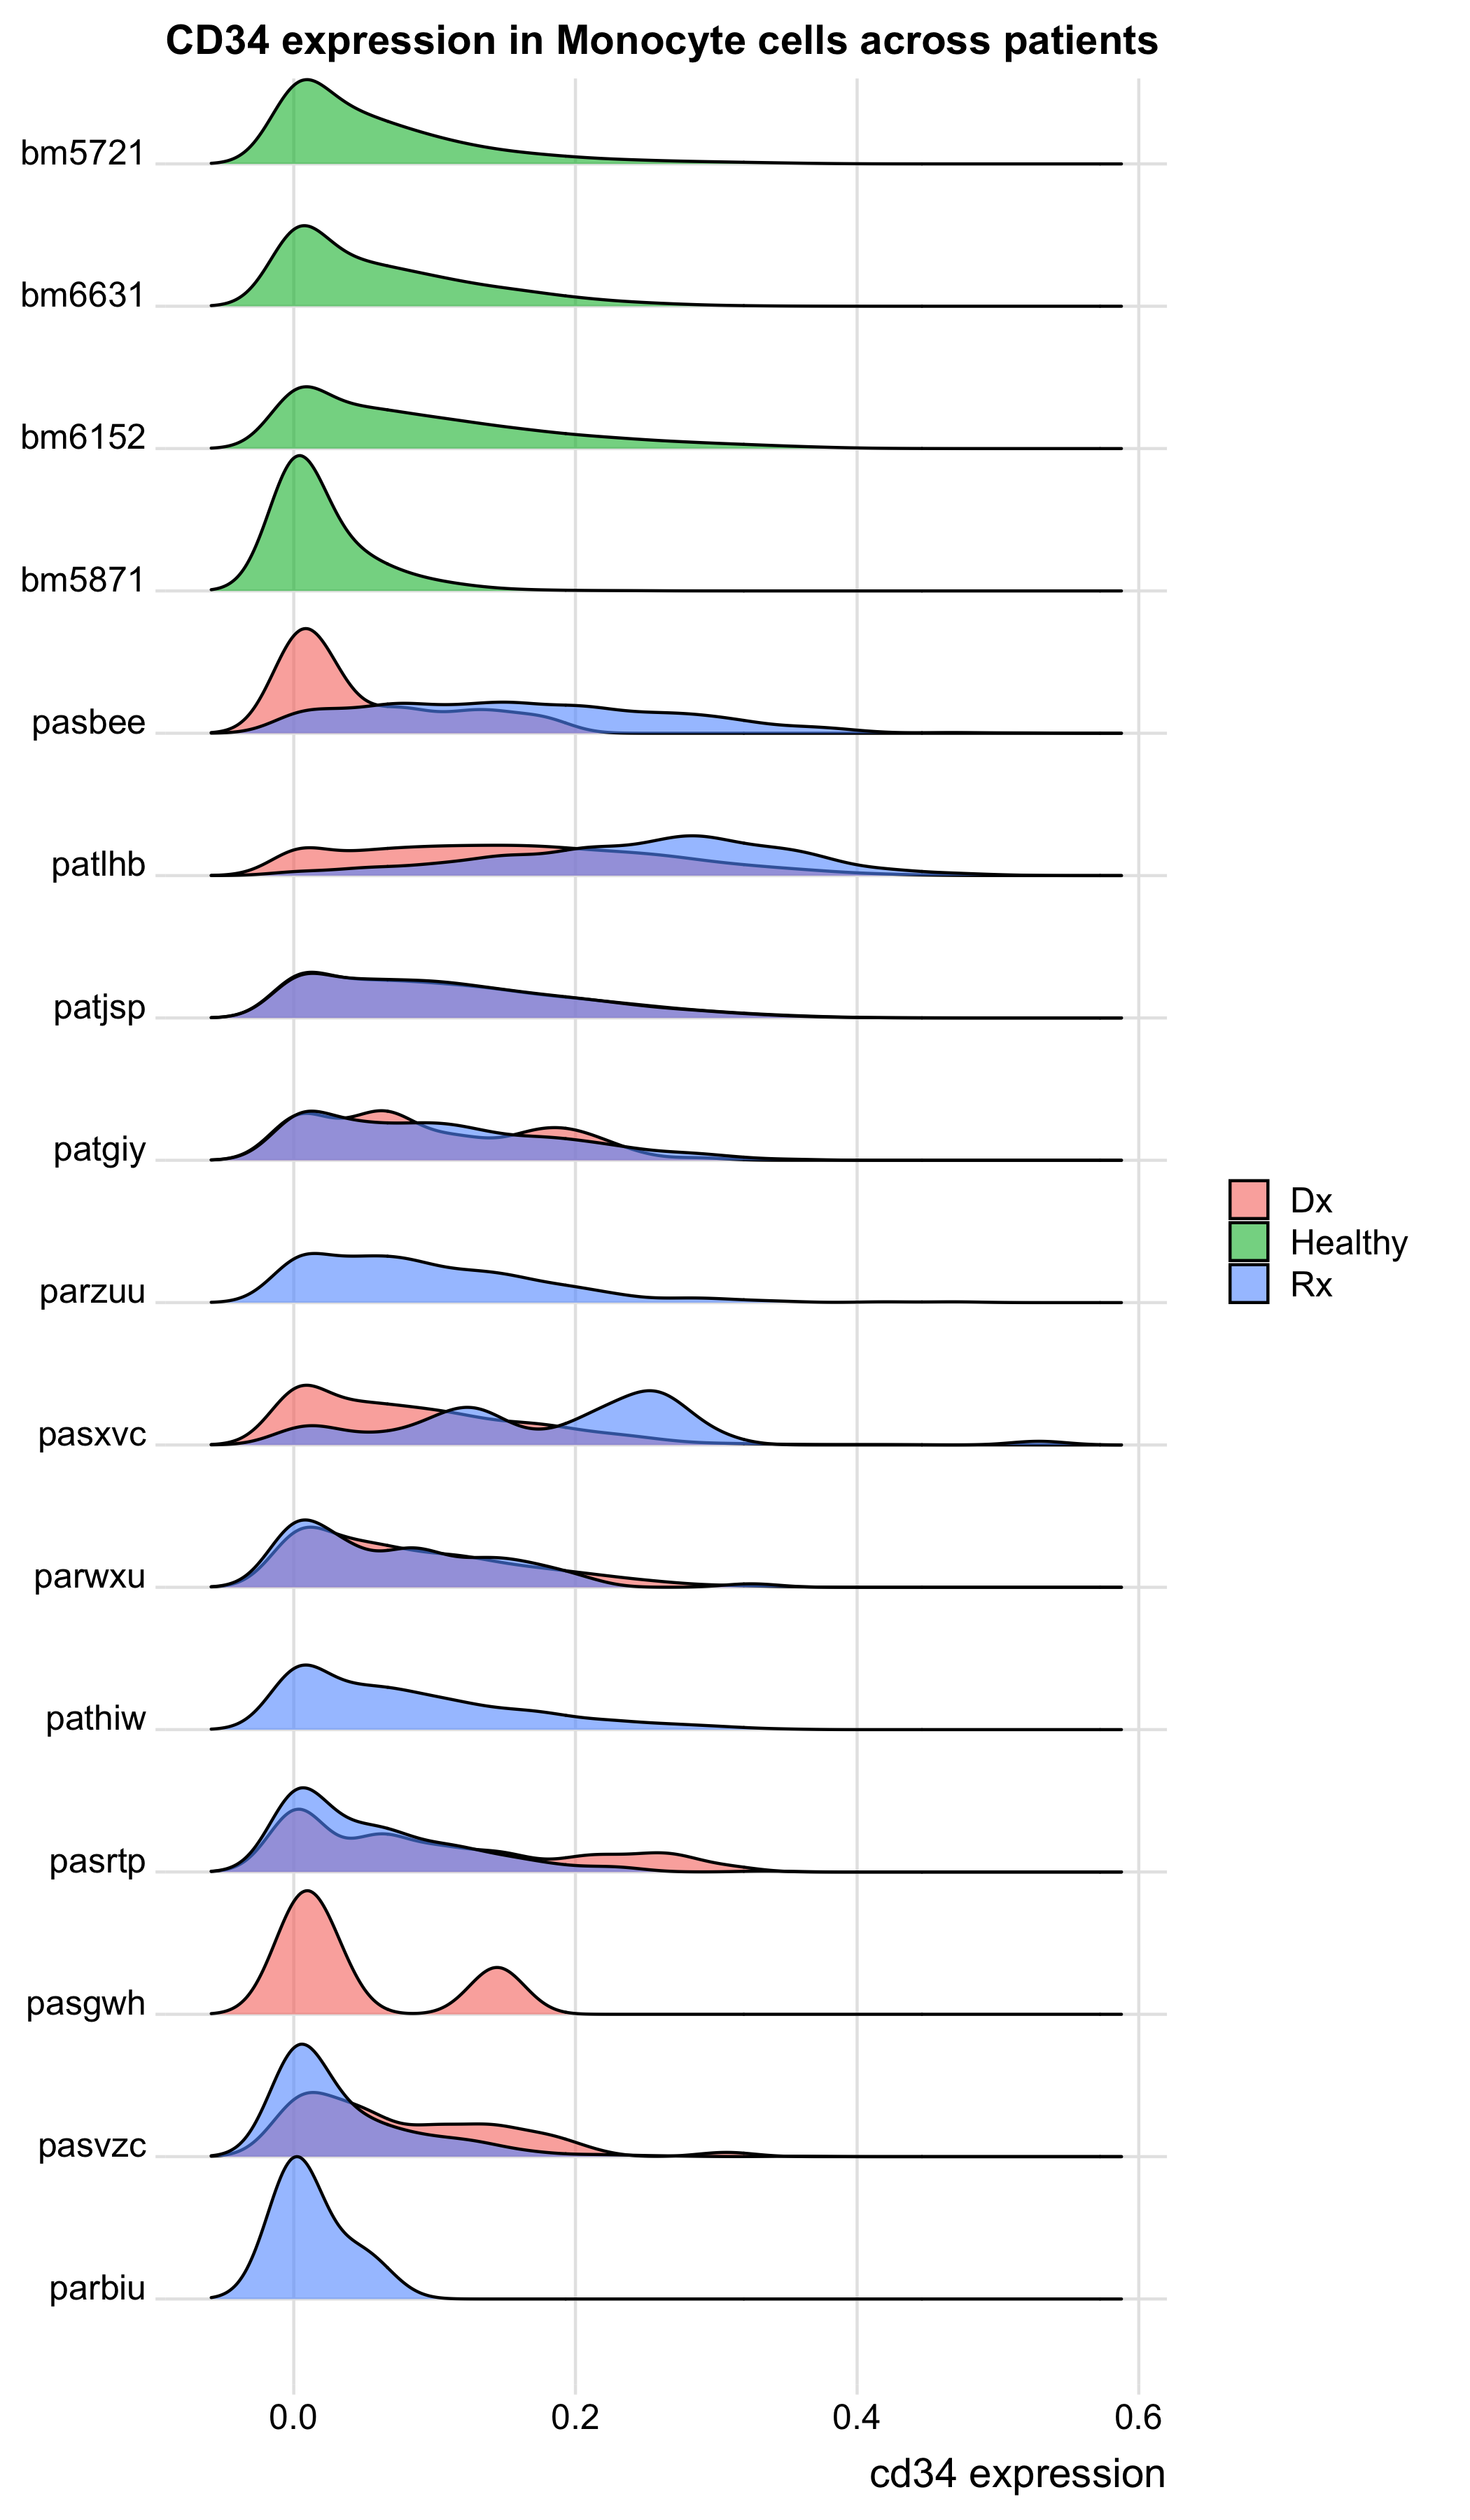 CD34 expression in Monocyte cells across patients
bm5721
bm6631
bm6152
bm5871
pasbee
patlhb
patjsp
patgiy
parzuu
pasxvc
parwxu
pathiw
pasrtp
pasgwh
pasvzc
parbiu
Dx
Healthy
Rx
0.0 0.2 0.4 0.6
cd34 expression